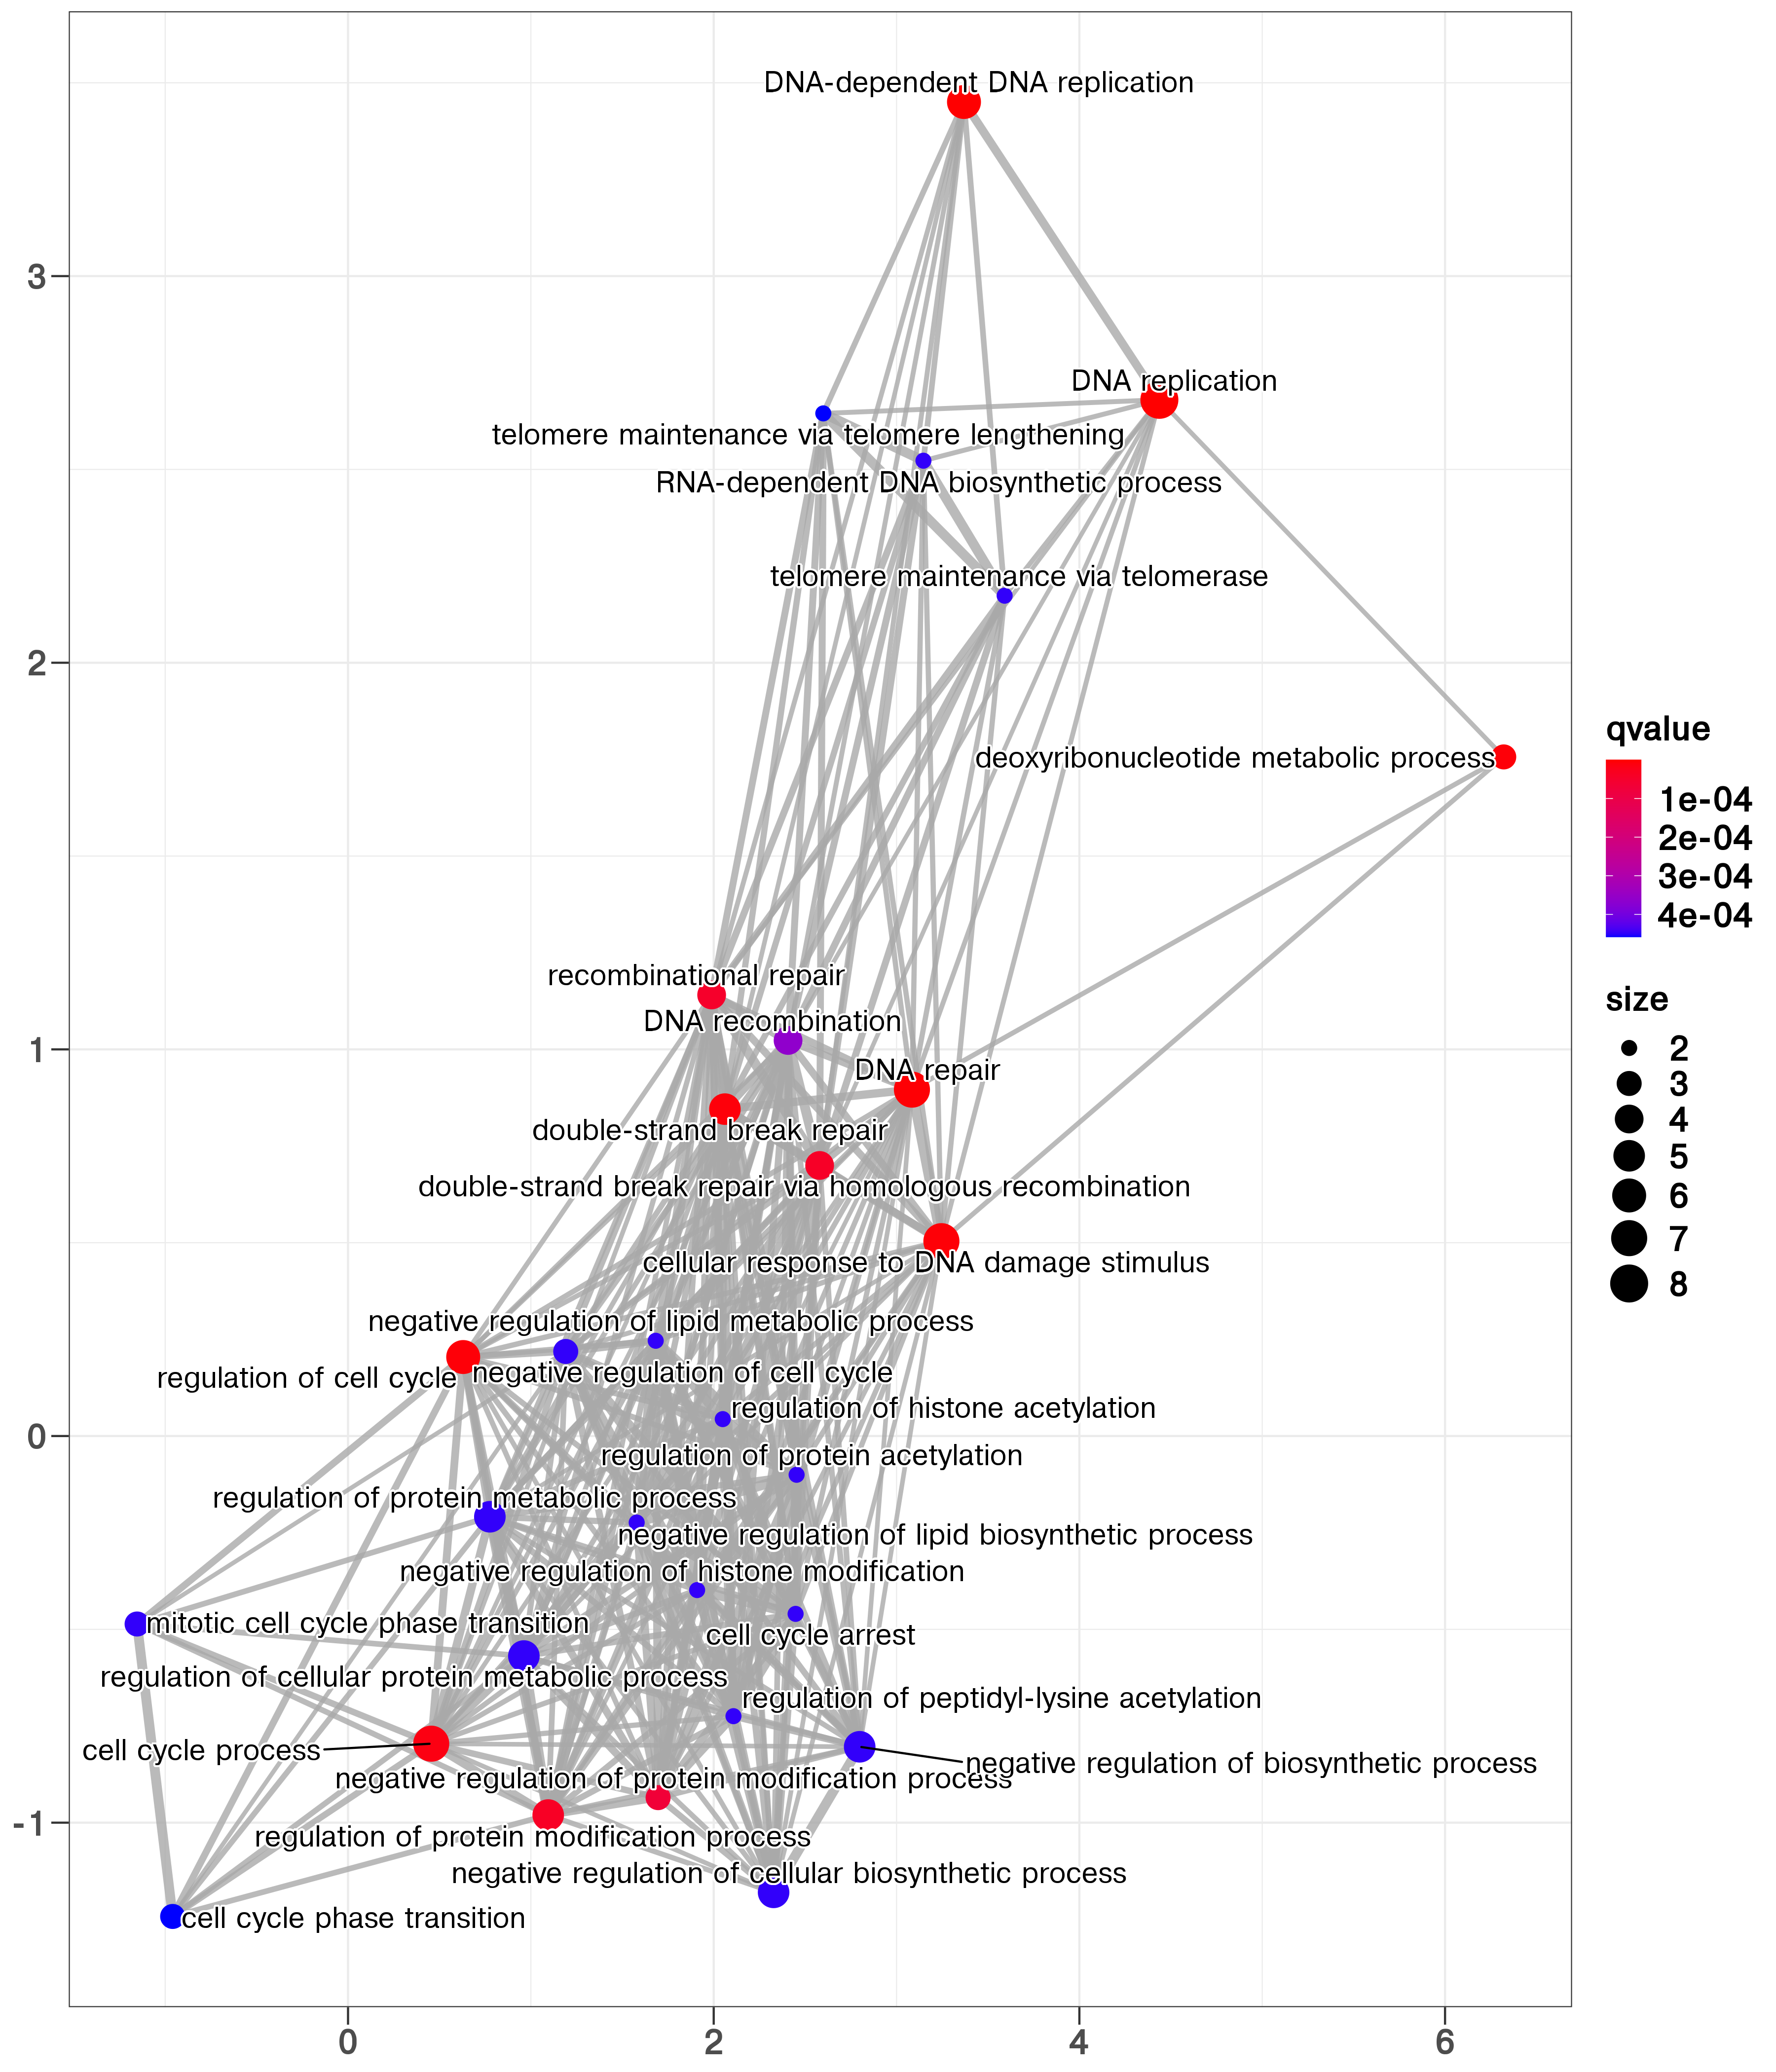 DNA-dependent DNA replication
3
DNA replication
telomere maintenance via telomere lengthening
RNA-dependent DNA biosynthetic process
telomere maintenance via telomerase
2
deoxyribonucleotide metabolic process
recombinational repair
DNA recombination
1
DNA repair
double-strand break repair
double-strand break repair via homologous recombination
cellular response to DNA damage stimulus
negative regulation of lipid metabolic process
regulation of cell cycle
negative regulation of cell cycle
regulation of histone acetylation
0
regulation of protein acetylation
regulation of protein metabolic process
negative regulation of lipid biosynthetic process
negative regulation of histone modification
mitotic cell cycle phase transition
cell cycle arrest
regulation of cellular protein metabolic process
regulation of peptidyl-lysine acetylation
cell cycle process
negative regulation of biosynthetic process
negative regulation of protein modification process
-1
regulation of protein modification process
negative regulation of cellular biosynthetic process
cell cycle phase transition
0
2
4
6
qvalue
1e-04
2e-04
3e-04
4e-04
size
2
3
4
5
6
7
8